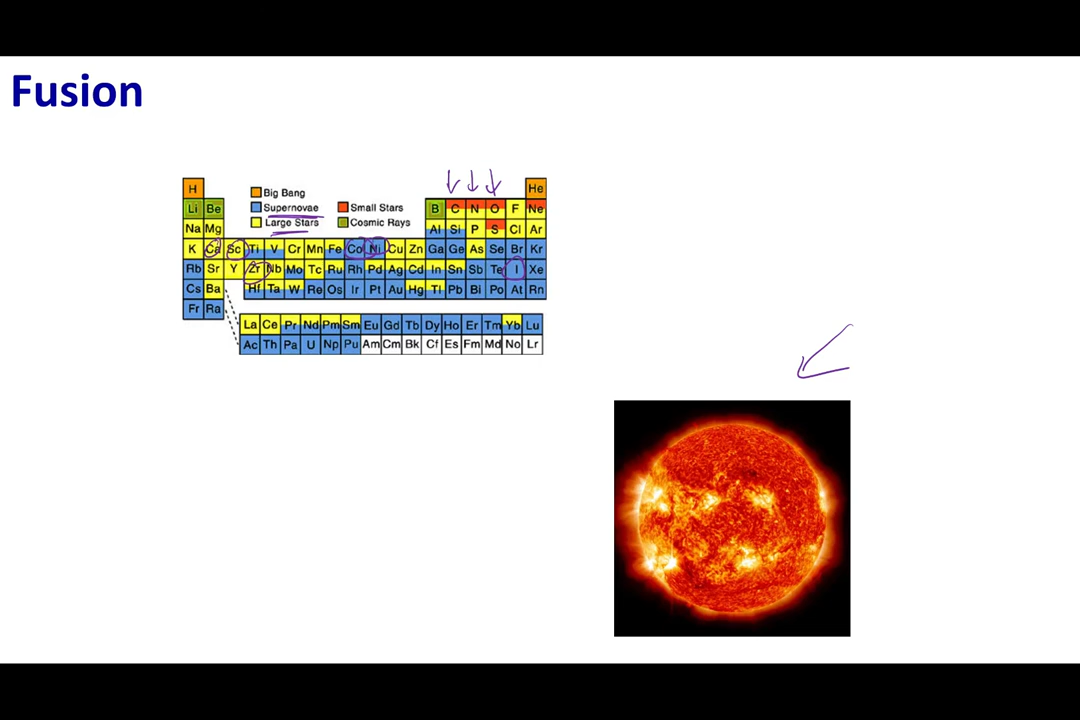 Fusion
H He
Big Bang
Li Be Supernovae Small Stars B C N O F Ne
Na Mg Large Stars Cosmic Rays Al Si P S Cl Ar
K Ca Sc Ti V Cr Mn Fe Co Ni Cu Zn Ga Ge As Se Br Kr
Rb Sr Y Zr Nb Mo Tc Ru Rh Pd Ag Cd In Sn Sb Te I Xe
Cs Ba Hf Ta W Re Os Ir Pt Au Hg Tl Pb Bi Po At Rn
Fr Ra
La Ce Pr Nd Pm Sm Eu Gd Tb Dy Ho Er Tm Yb Lu
Ac Th Pa U Np Pu Am Cm Bk Cf Es Fm Md No Lr